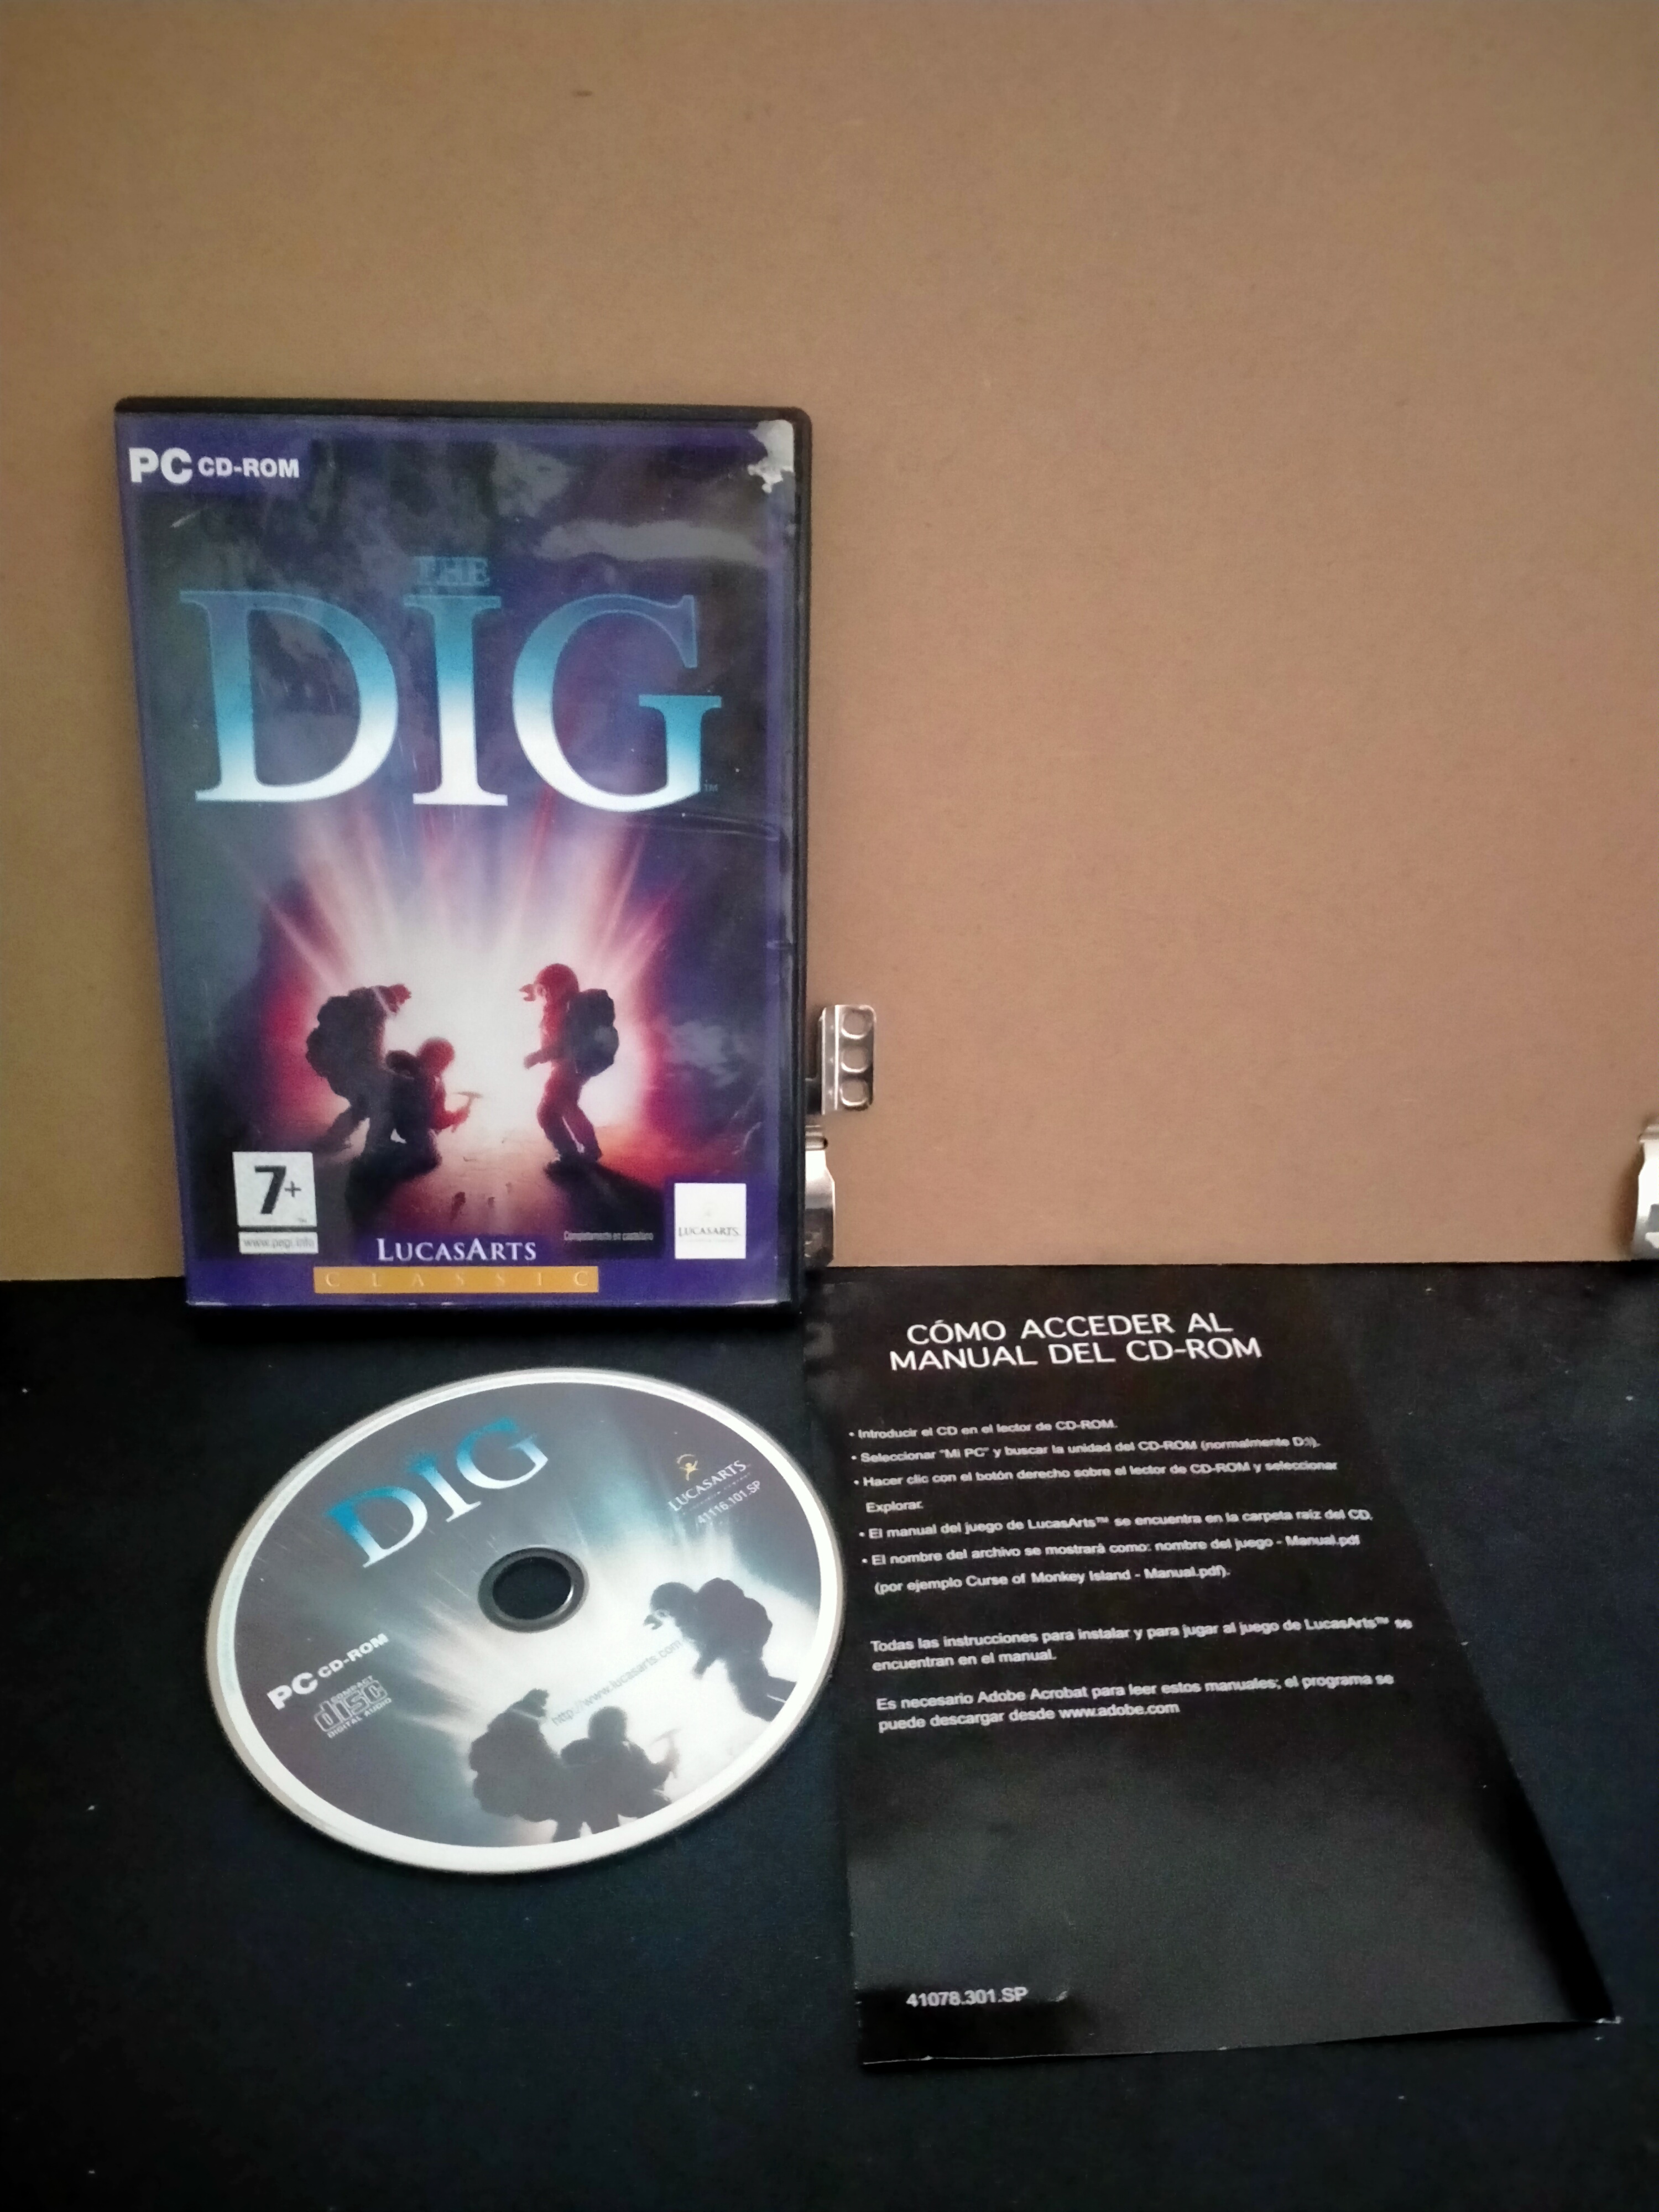 PC CD-ROM
THE
DIG
™
7+
www.pegi.info
LUCASARTS
CLASSIC
Completamente en castellano
LUCASARTS.
DIG
LUCASARTS
41116.101.SP
PC CD-ROM
COMPACT
disc
DIGITAL AUDIO
http://www.lucasarts.com
CÓMO ACCEDER AL
MANUAL DEL CD-ROM
• Introducir el CD en el lector de CD-ROM.
• Seleccionar "Mi PC" y buscar la unidad del CD-ROM (normalmente D:\).
• Hacer clic con el botón derecho sobre el lector de CD-ROM y seleccionar
Explorar.
• El manual del juego de LucasArts™ se encuentra en la carpeta raíz del CD.
• El nombre del archivo se mostrará como: nombre del juego - Manual.pdf
(por ejemplo Curse of Monkey Island - Manual.pdf).
Todas las instrucciones para instalar y para jugar al juego de LucasArts™ se
encuentran en el manual.
Es necesario Adobe Acrobat para leer estos manuales; el programa se
puede descargar desde www.adobe.com
41078.301.SP